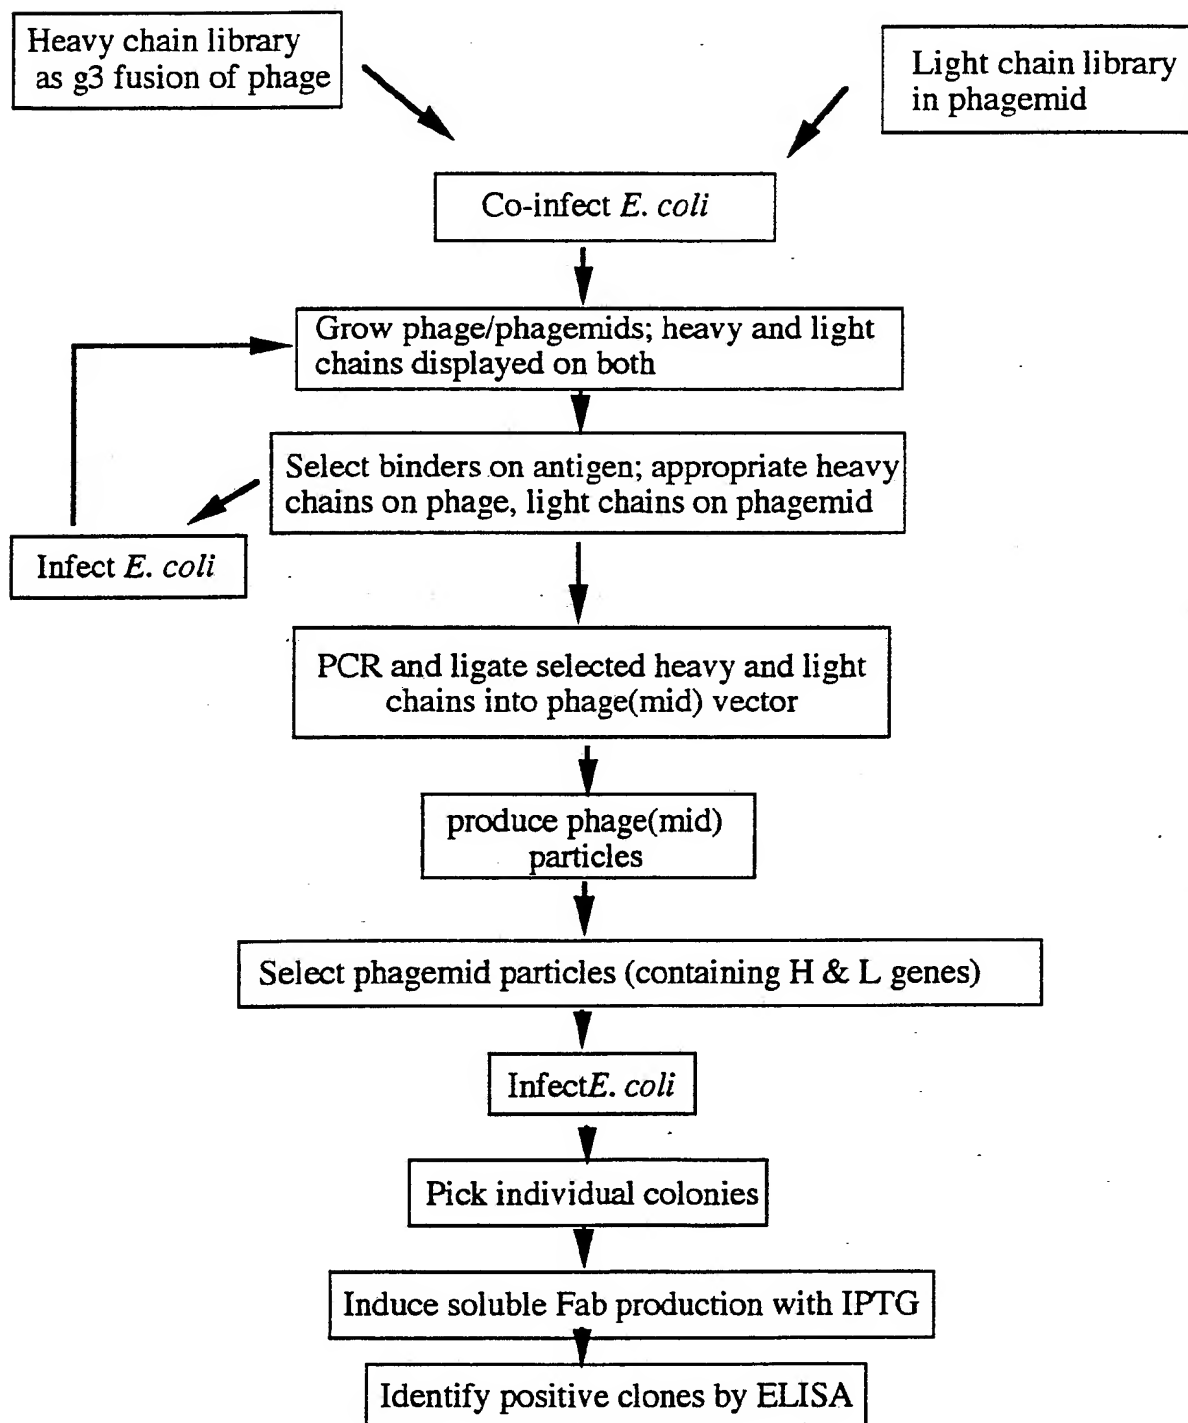 Heavy chain library
as g3 fusion of phage
Light chain library
in phagemid
Co-infect E. coli
Grow phage/phagemids; heavy and light
chains displayed on both
Select binders on antigen; appropriate heavy
chains on phage, light chains on phagemid
Infect E. coli
PCR and ligate selected heavy and light
chains into phage(mid) vector
produce phage(mid)
particles
Select phagemid particles (containing H & L genes)
InfectE. coli
Pick individual colonies
Induce soluble Fab production with IPTG
Identify positive clones by ELISA